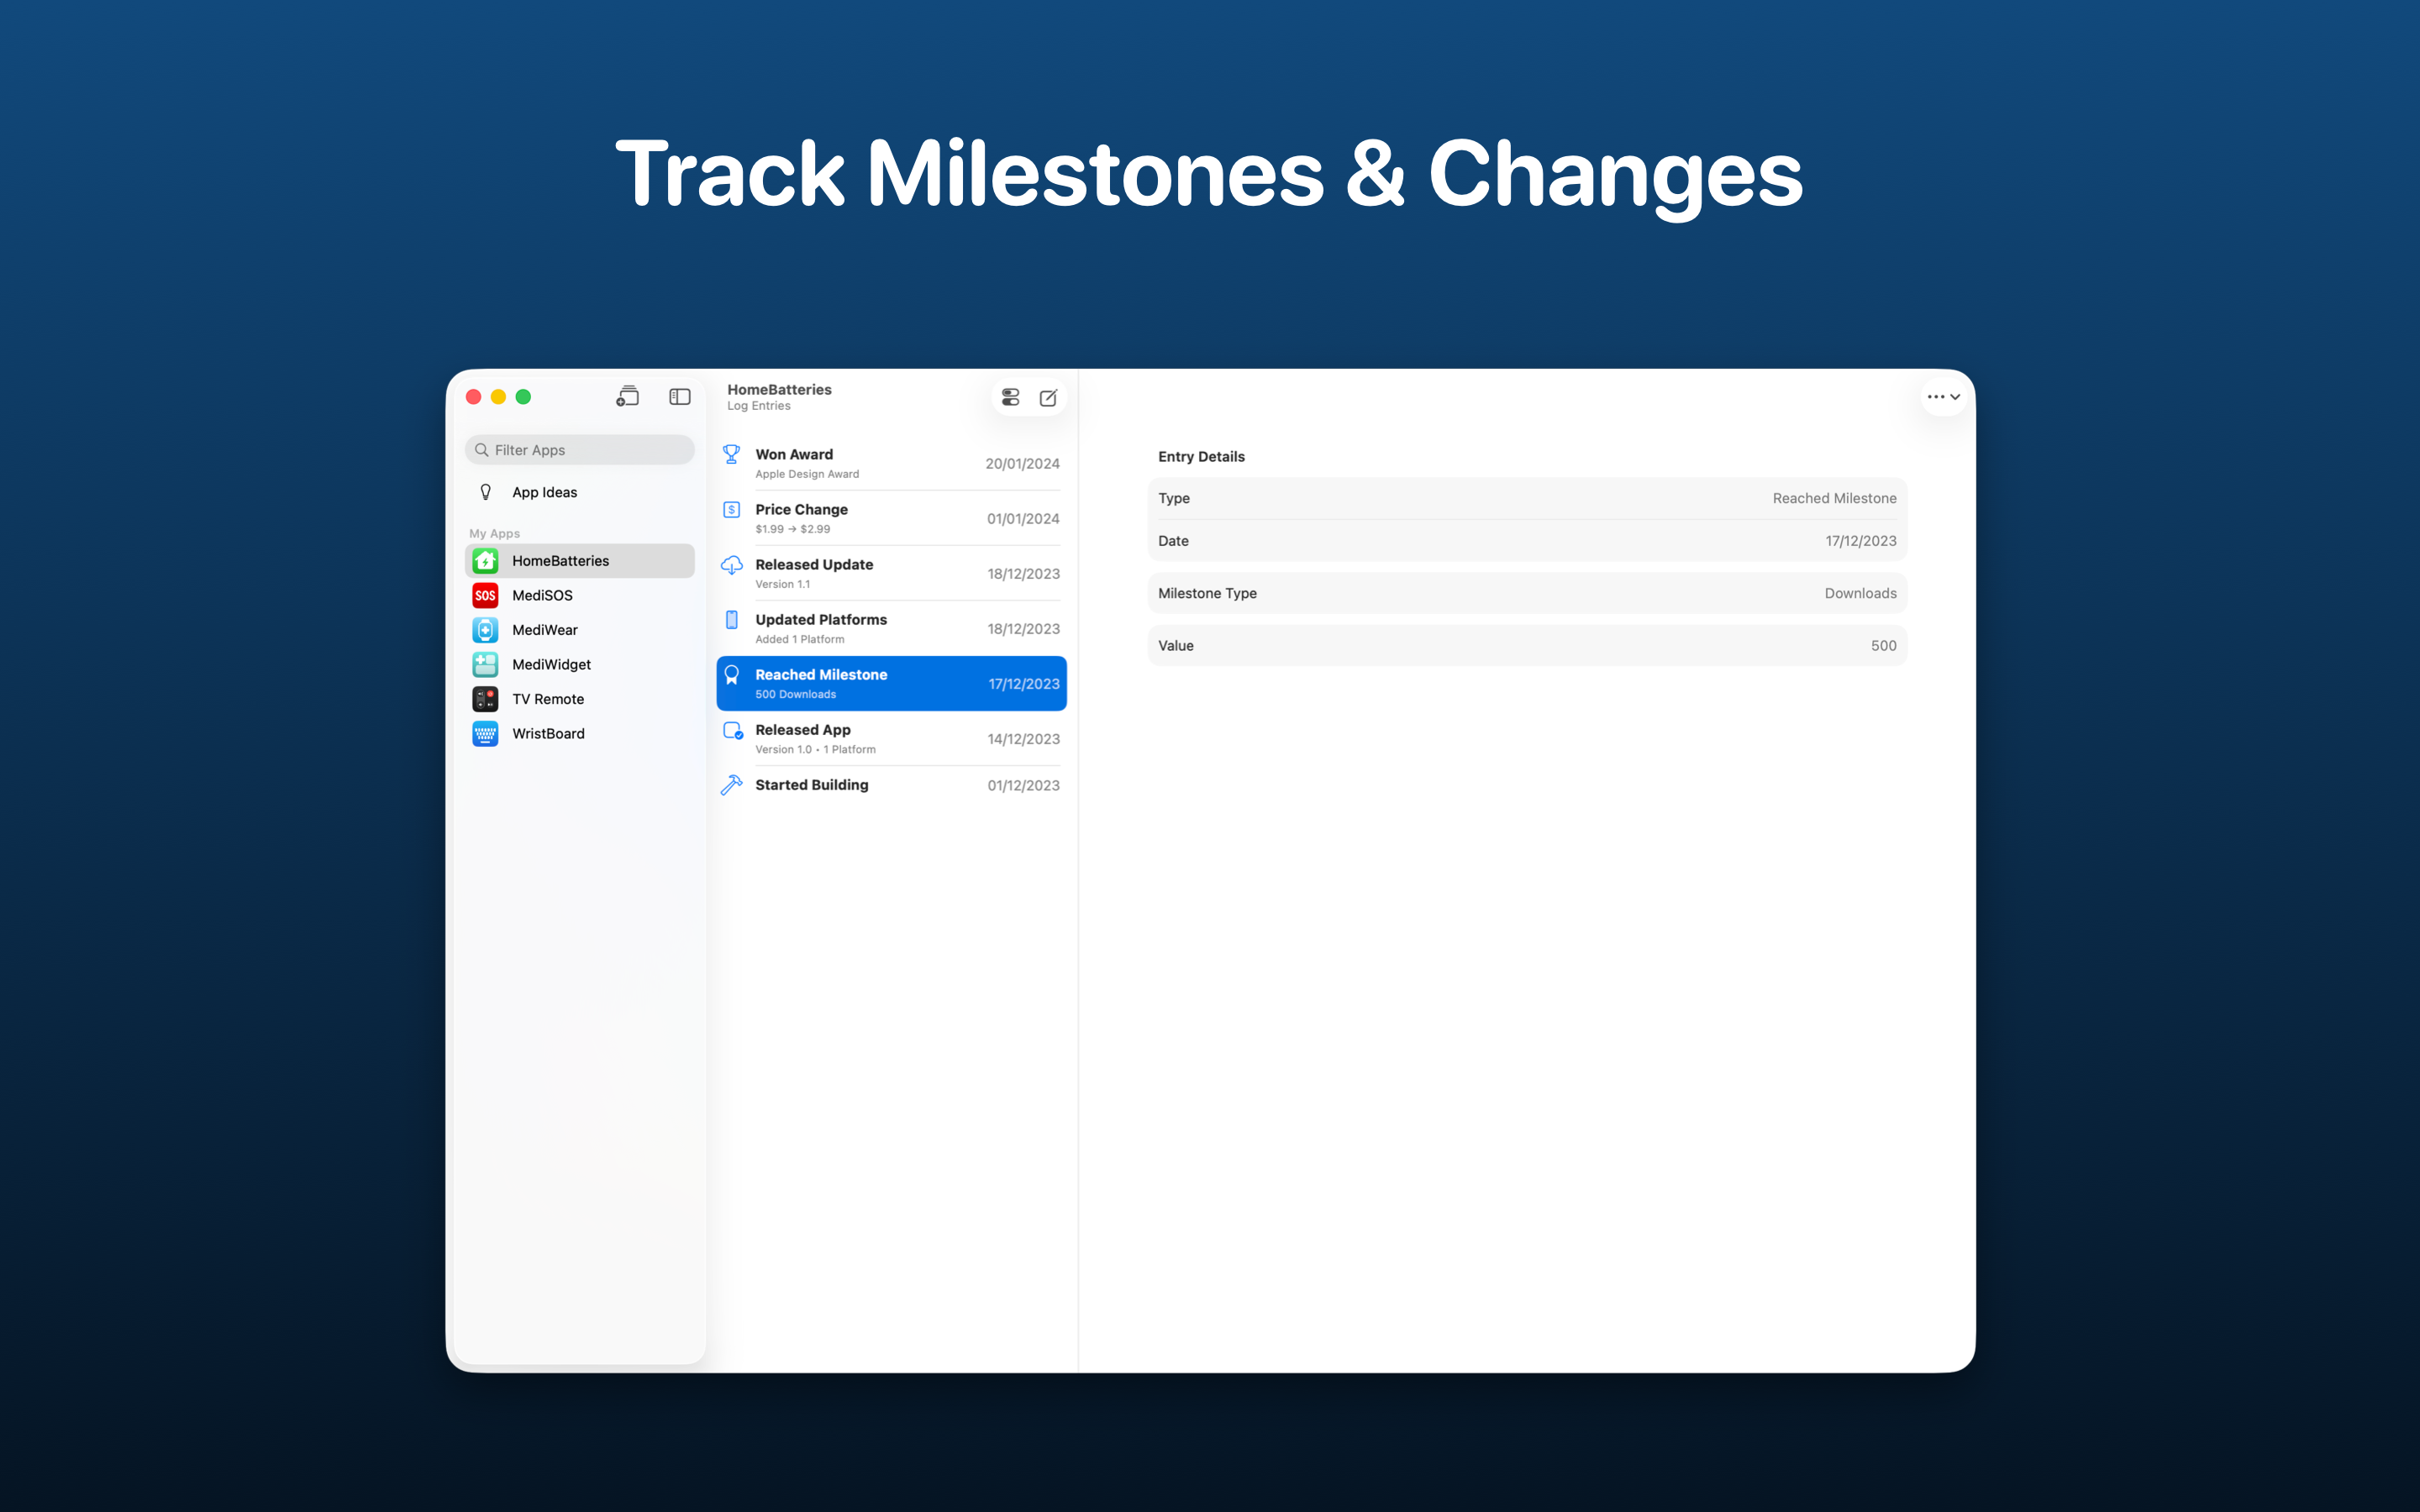 Track Milestones & Changes
Filter Apps
App Ideas
My Apps
HomeBatteries
SOS
MediSOS
MediWear
MediWidget
TV Remote
WristBoard
HomeBatteries
Log Entries
Won Award
Apple Design Award
20/01/2024
$
Price Change
$1.99 → $2.99
01/01/2024
Released Update
Version 1.1
18/12/2023
Updated Platforms
Added 1 Platform
18/12/2023
Reached Milestone
500 Downloads
17/12/2023
Released App
Version 1.0 • 1 Platform
14/12/2023
Started Building
01/12/2023
Entry Details
Type Reached Milestone
Date 17/12/2023
Milestone Type Downloads
Value 500